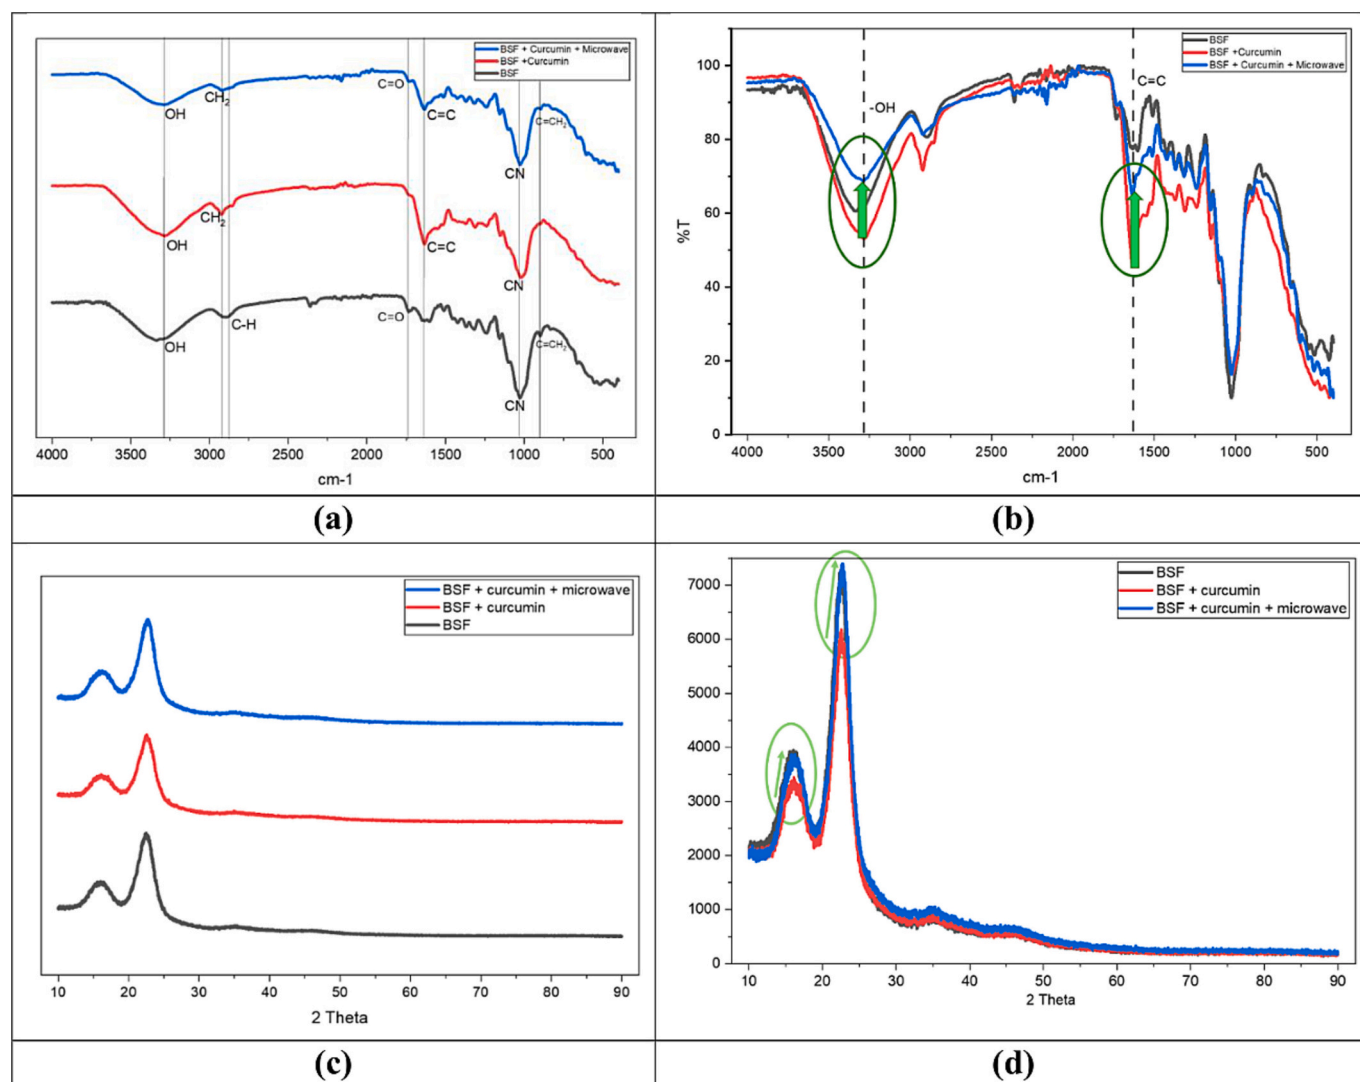 BSF + Curcumin + Microwave
BSF +Curcumin
BSF
OH
CH2
C=O
C=C
CN
C=CH2
OH
CH2
C=C
CN
OH
C-H
C=O
CN
C=CH2
4000 3500 3000 2500 2000 1500 1000 500
cm-1
(a)
BSF
BSF +Curcumin
BSF + Curcumin + Microwave
100
80
60
40
20
0
%T
-OH
C=C
4000 3500 3000 2500 2000 1500 1000 500
cm-1
(b)
BSF + curcumin + microwave
BSF + curcumin
BSF
10 20 30 40 50 60 70 80 90
2 Theta
(c)
BSF
BSF + curcumin
BSF + curcumin + microwave
7000
6000
5000
4000
3000
2000
1000
0
10 20 30 40 50 60 70 80 90
2 Theta
(d)